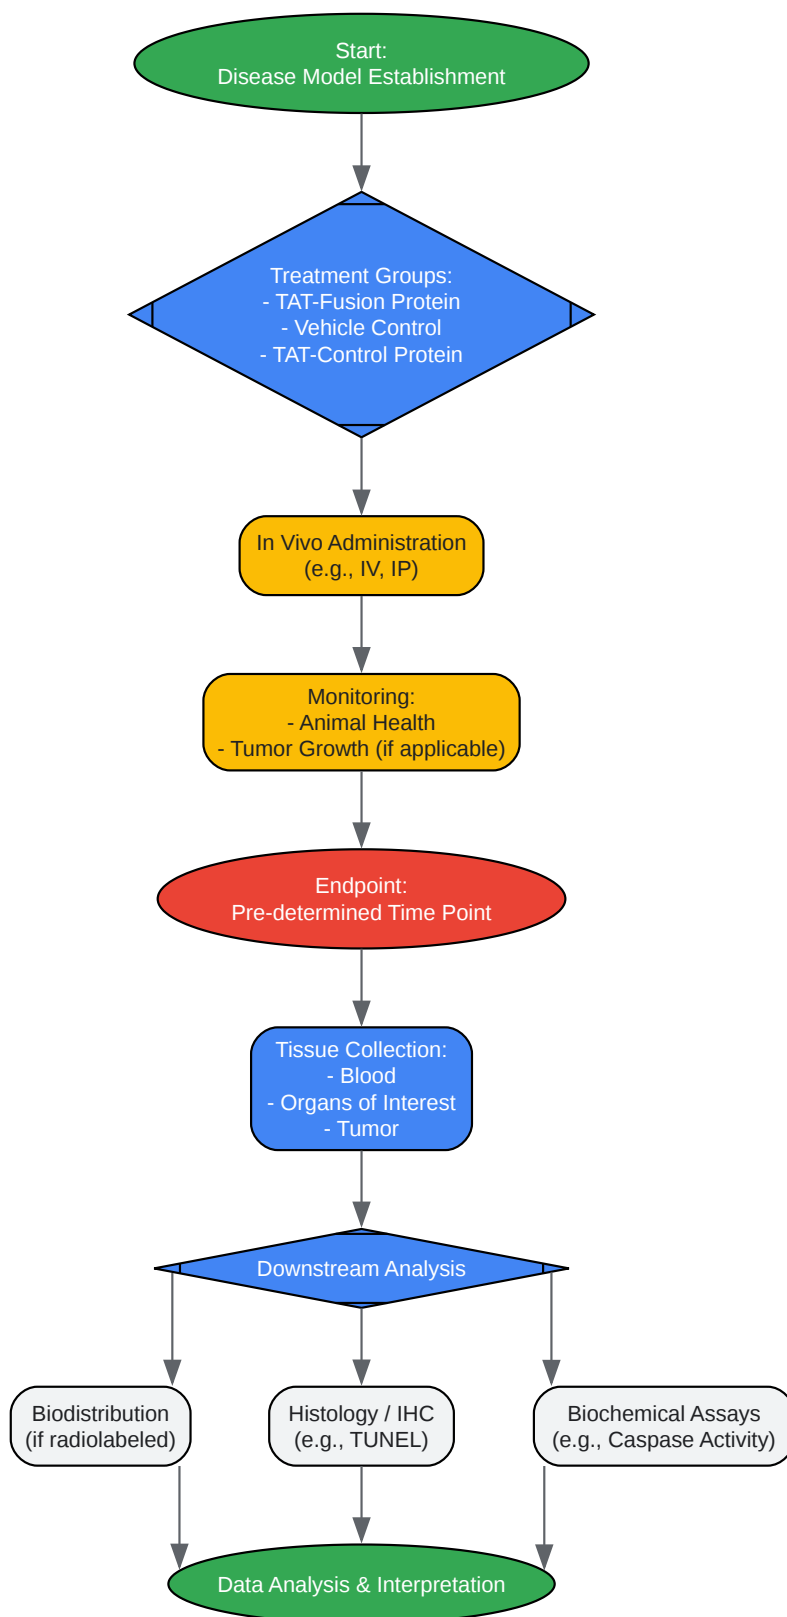 Start:
Disease Model Establishment
Treatment Groups:
- TAT-Fusion Protein
- Vehicle Control
- TAT-Control Protein
In Vivo Administration
(e.g., IV, IP)
Monitoring:
- Animal Health
- Tumor Growth (if applicable)
Endpoint:
Pre-determined Time Point
Tissue Collection:
- Blood
- Organs of Interest
- Tumor
Downstream Analysis
Biodistribution
(if radiolabeled)
Histology / IHC
(e.g., TUNEL)
Biochemical Assays
(e.g., Caspase Activity)
Data Analysis & Interpretation